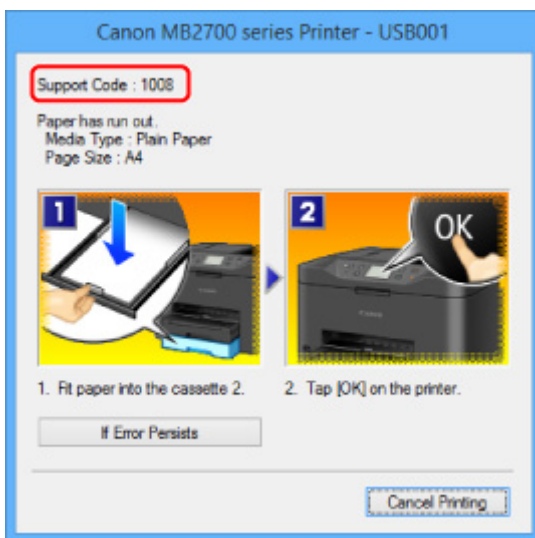 Canon MB2700 series Printer - USB001
Support Code : 1008
Paper has run out.
Media Type : Plain Paper
Page Size : A4
1
2
OK
1. Fit paper into the cassette 2.
2. Tap [OK] on the printer.
If Error Persists
Cancel Printing